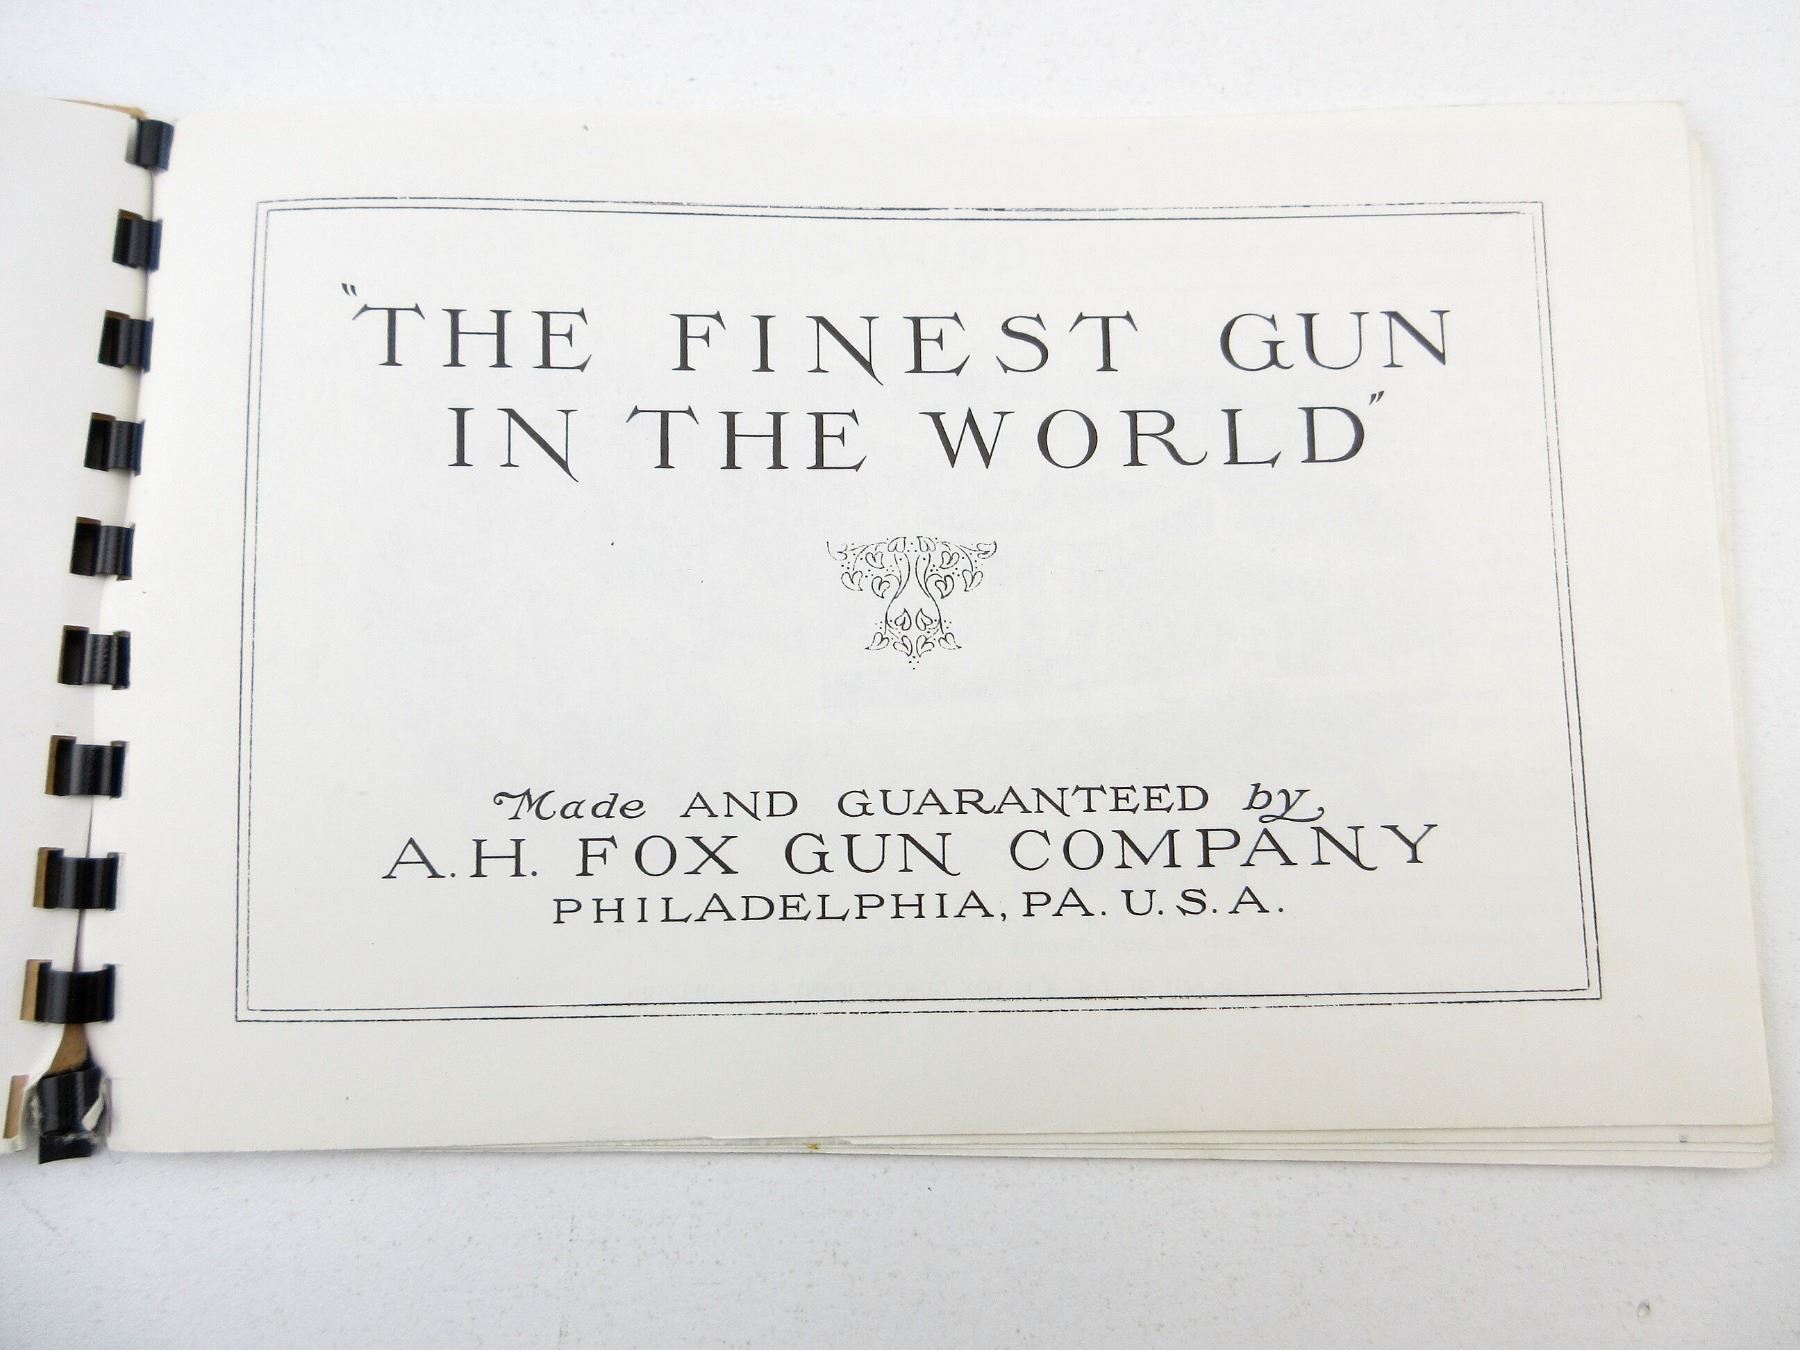 "THE FINEST GUN
IN THE WORLD"
Made AND GUARANTEED by,
A.H. FOX GUN COMPANY
PHILADELPHIA, PA. U.S.A.